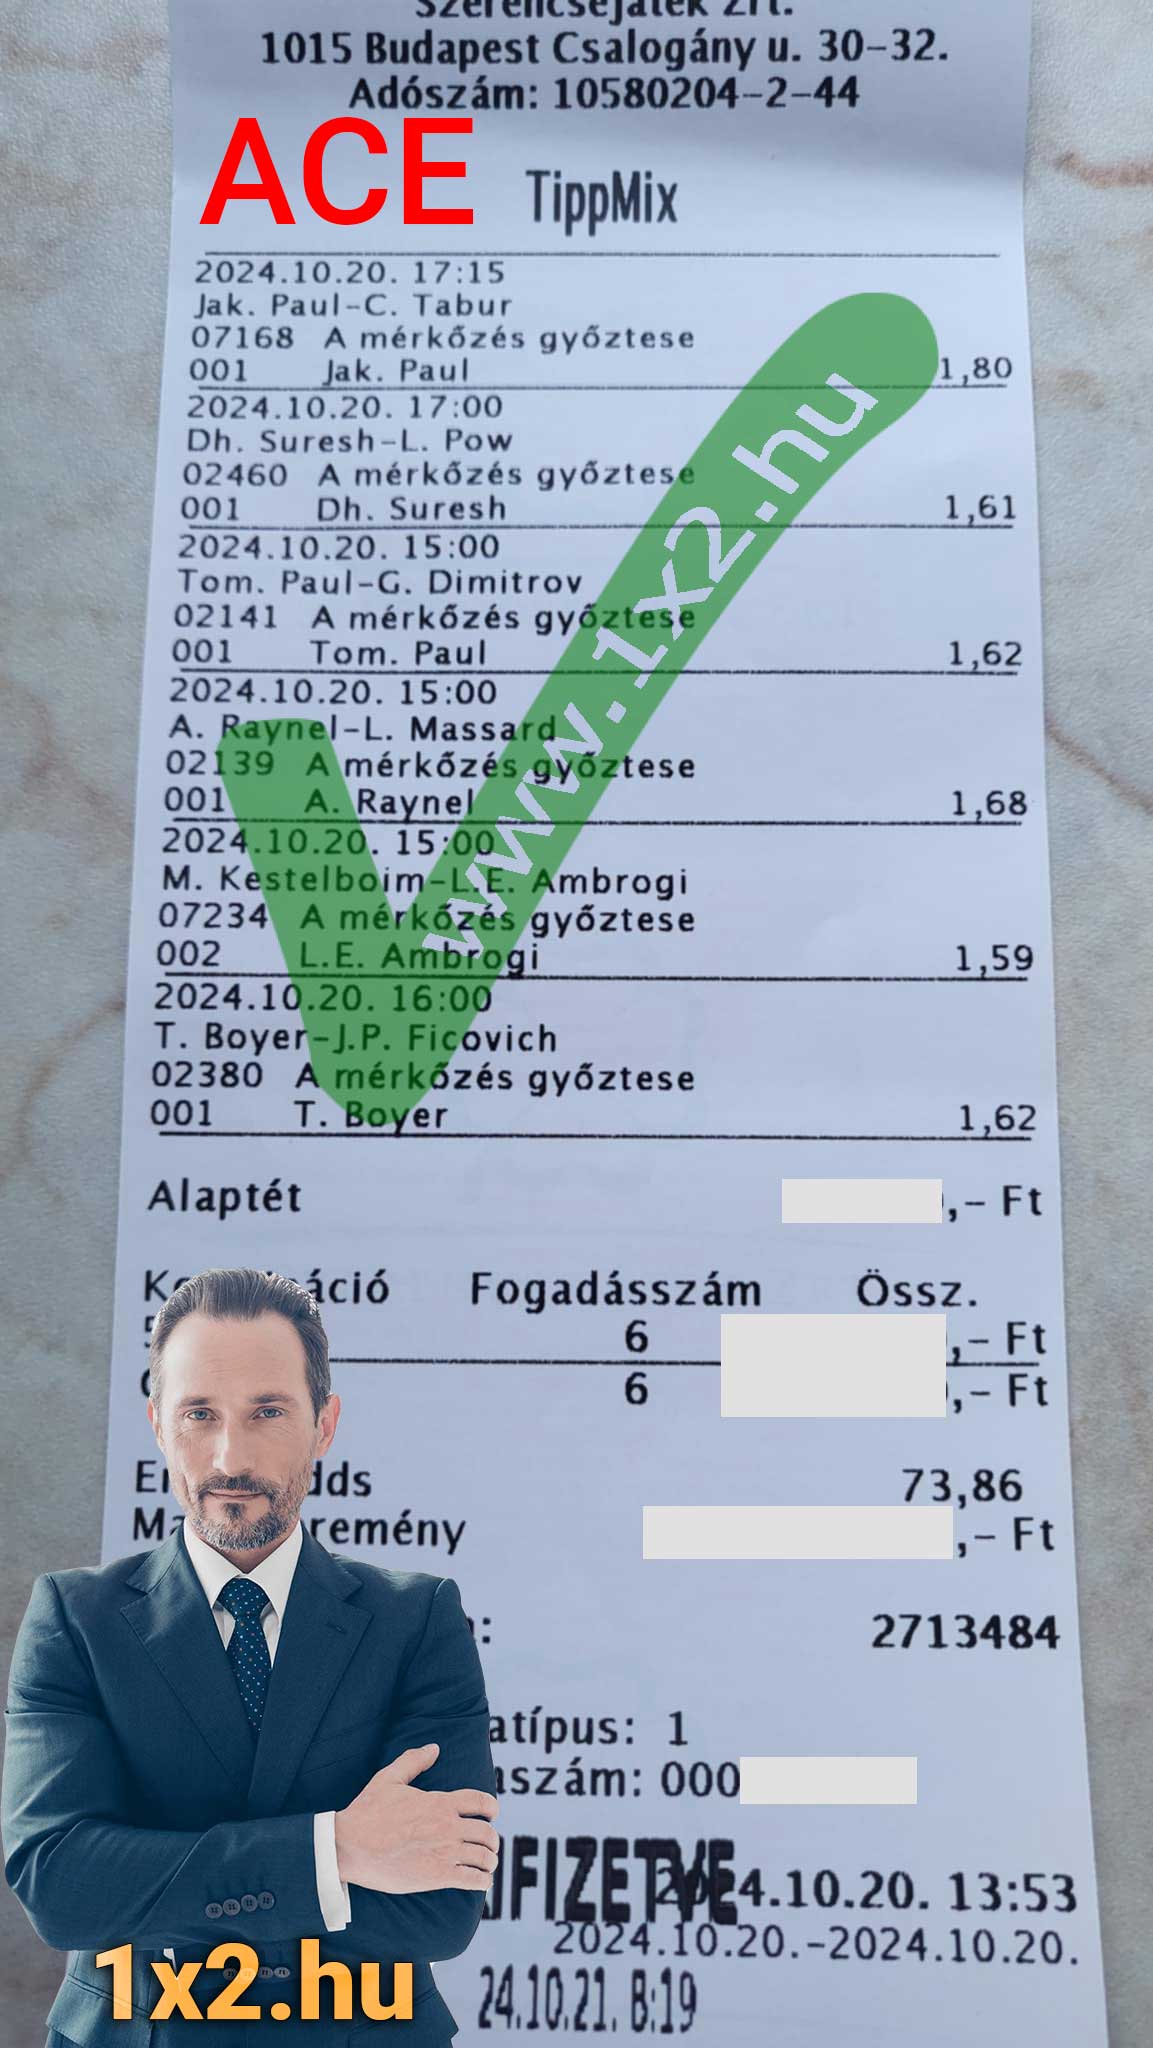 Szerencsejáték Zrt.
1015 Budapest Csalogány u. 30-32.
Adószám: 10580204-2-44
ACE
TippMix
2024.10.20. 17:15
Jak. Paul-C. Tabur
07168 A mérkőzés győztese
001 Jak. Paul 1,80
2024.10.20. 17:00
Dh. Suresh-L. Pow
02460 A mérkőzés győztese
001 Dh. Suresh 1,61
2024.10.20. 15:00
Tom. Paul-G. Dimitrov
02141 A mérkőzés győztese
001 Tom. Paul 1,62
2024.10.20. 15:00
A. Raynel-L. Massard
02139 A mérkőzés győztese
001 A. Raynel 1,68
2024.10.20. 15:00
M. Kestelboim-L.E. Ambrogi
07234 A mérkőzés győztese
002 L.E. Ambrogi 1,59
2024.10.20. 16:00
T. Boyer-J.P. Ficovich
02380 A mérkőzés győztese
001 T. Boyer 1,62
www.1x2.hu
Alaptét ,- Ft
Fogadásszám Össz.
6 ,- Ft
6 ,- Ft
73,86
,- Ft
2713484
1
000
2024.10.20. 13:53
2024.10.20.-2024.10.20.
24.10.21. 8:19
1x2.hu